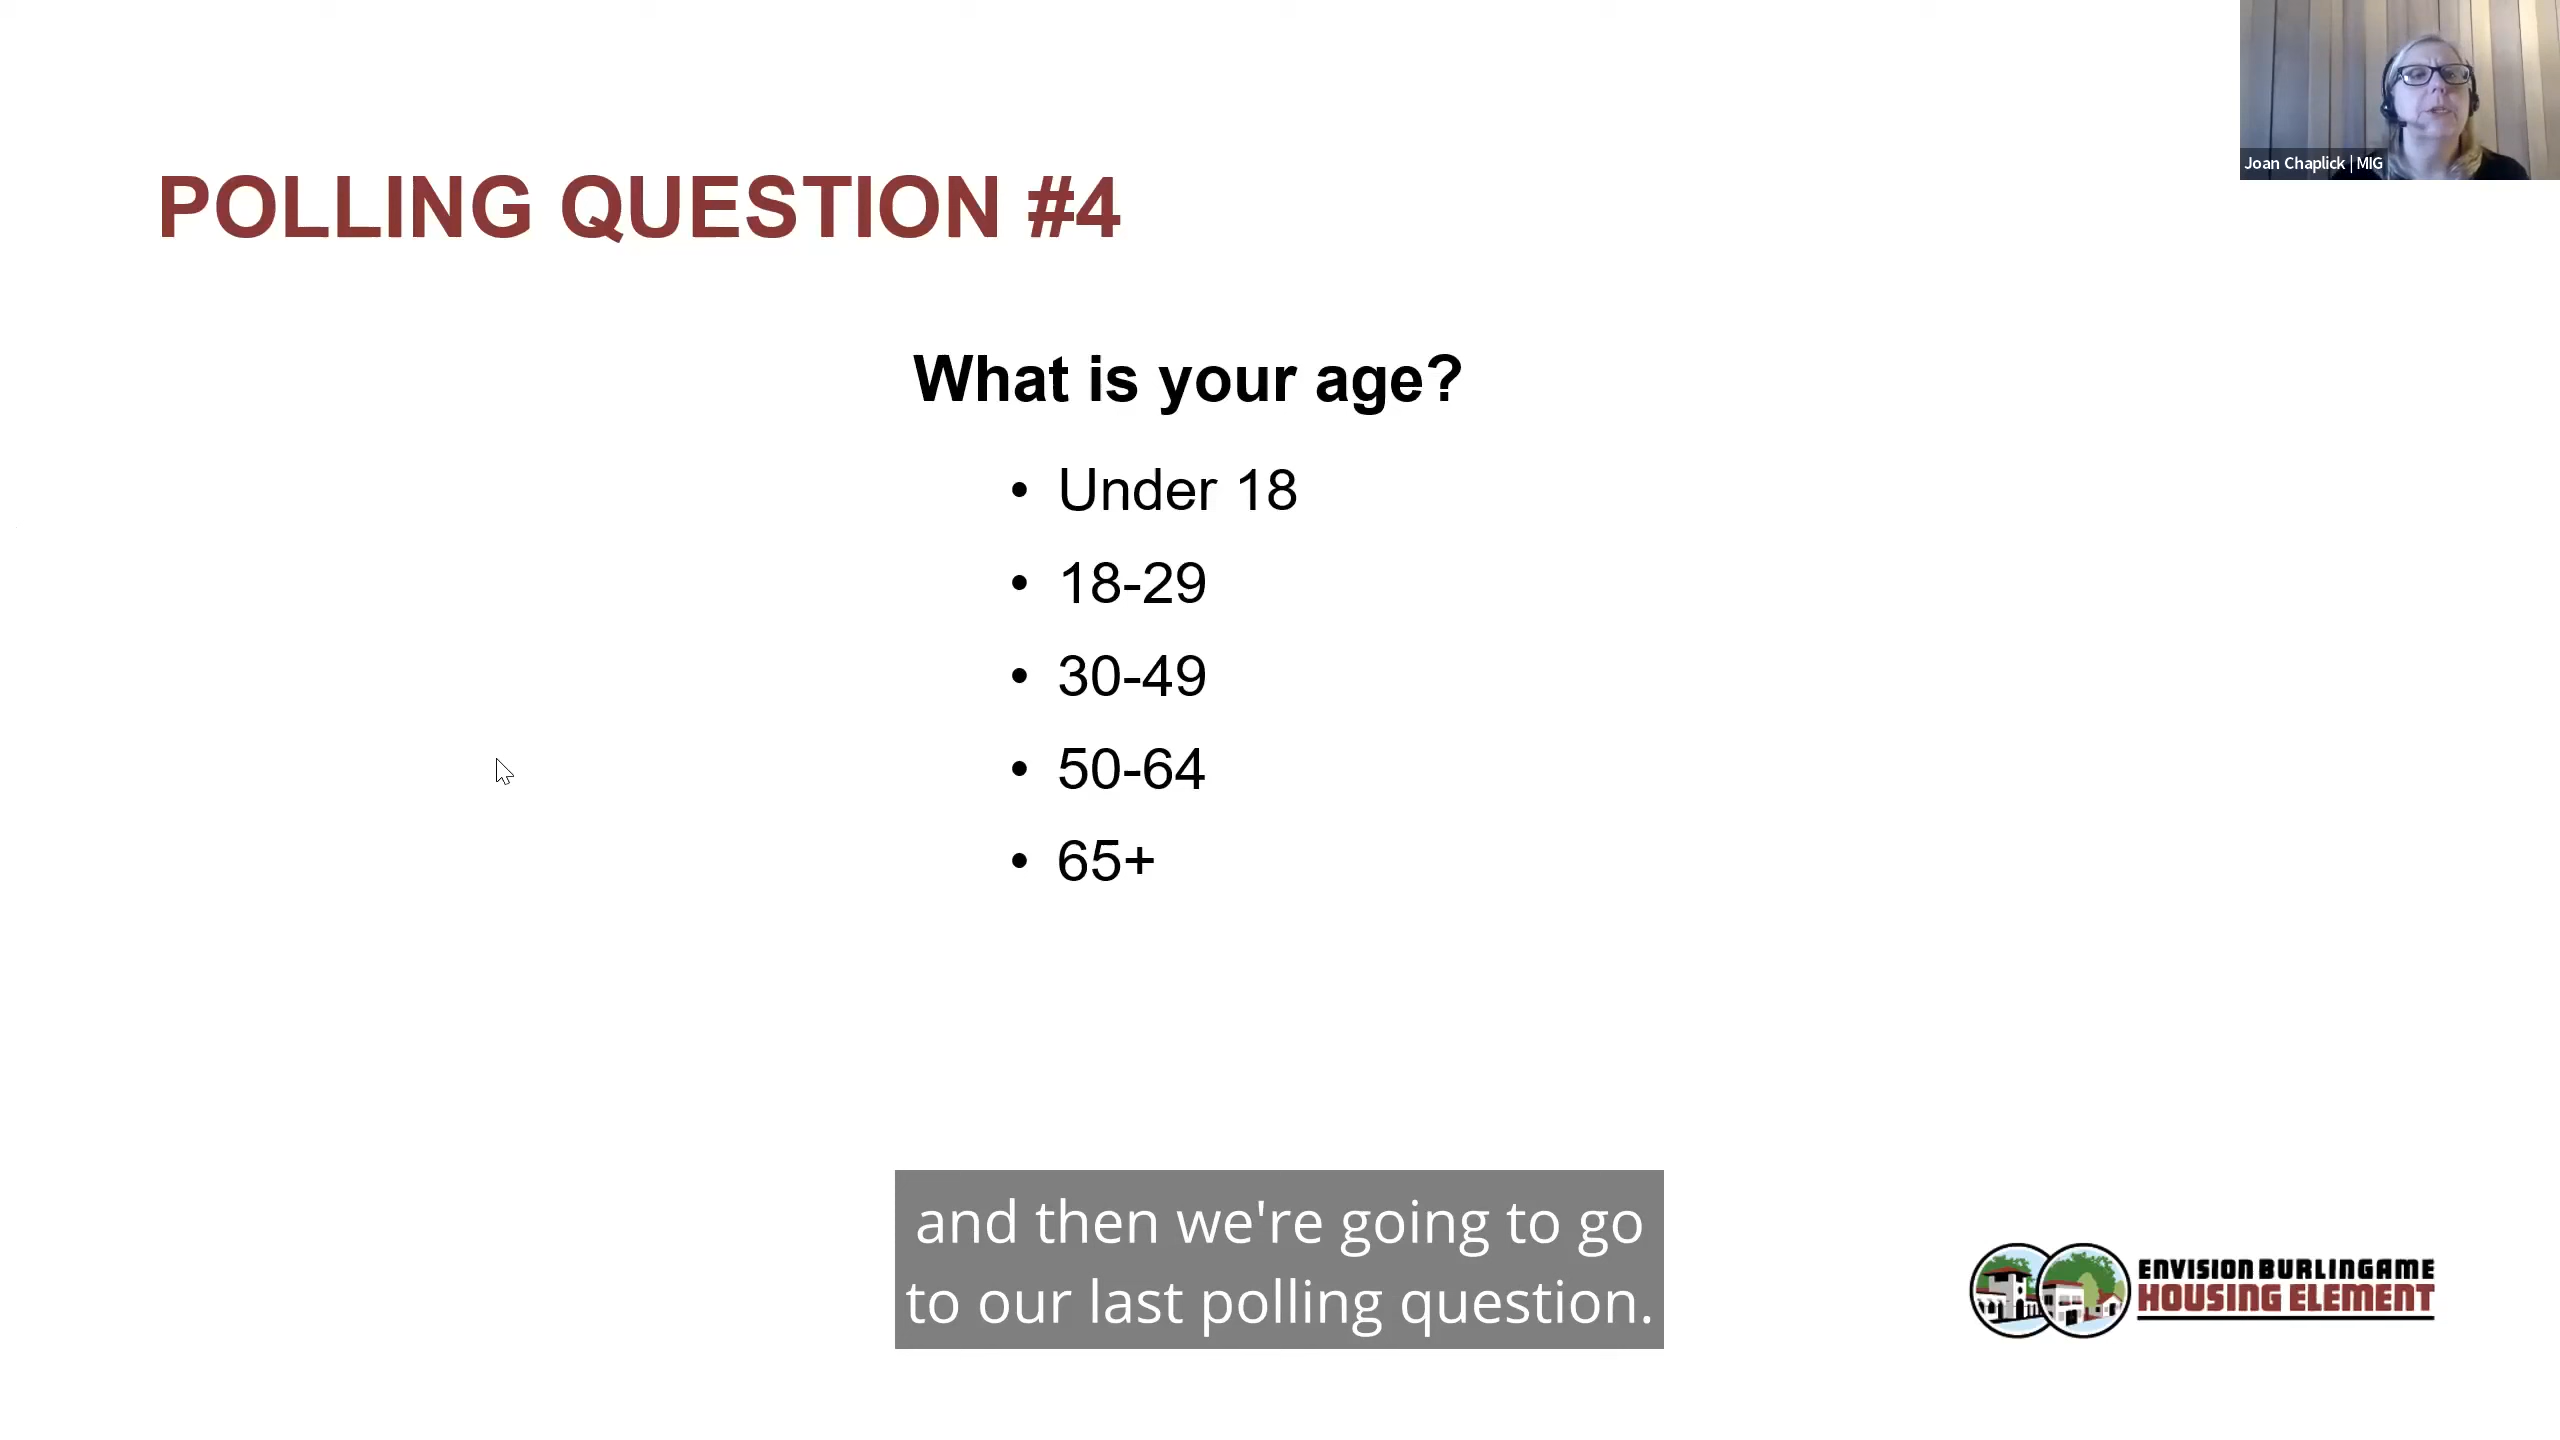 Joan Chaplick | MIG
POLLING QUESTION #4
What is your age?
• Under 18
• 18-29
• 30-49
• 50-64
• 65+
and then we're going to go
to our last polling question.
ENVISION BURLINGAME
HOUSING ELEMENT